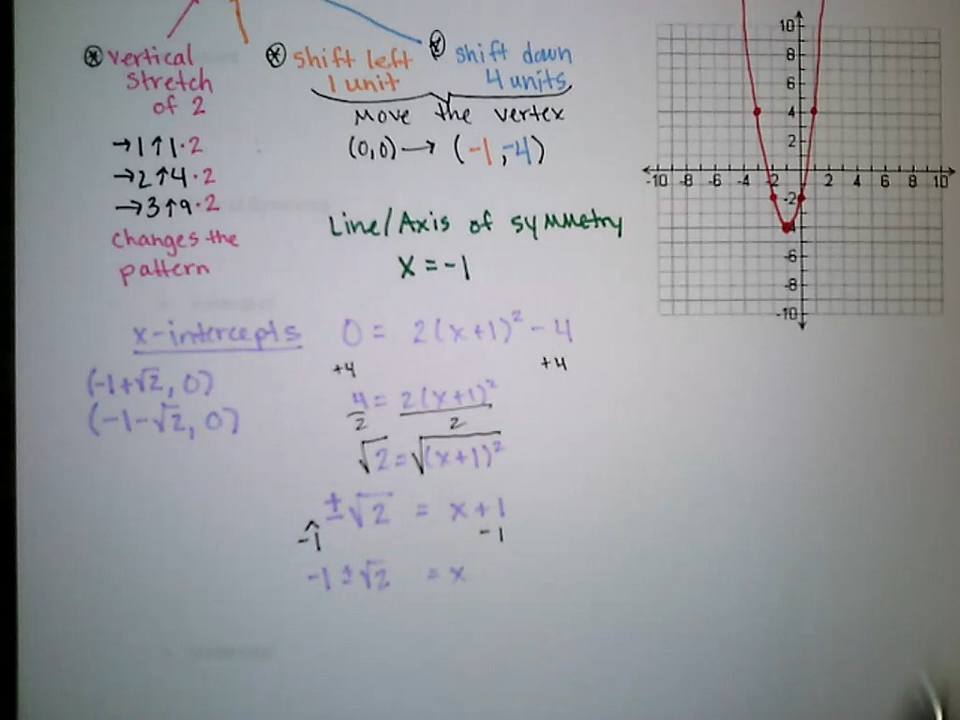 ⊛ vertical
stretch
of 2
→1↑1·2
→2↑4·2
→3↑9·2
changes the
pattern
⊛ shift left
1 unit
shift down
4 units
Move the vertex
(0,0) → (-1,-4)
Line/Axis of symmetry
x = -1
x-intercepts
(-1+√2, 0)
(-1-√2, 0)
0 = 2(x+1)² - 4
+4 +4
4 = 2(x+1)²
2 2
√2 = √(x+1)²
±√2 = x+1
-1 -1
-1 ± √2 = x
10
8
6
4
2
-10 -8 -6 -4 -2 2 4 6 8 10
-2
-4
-6
-8
-10